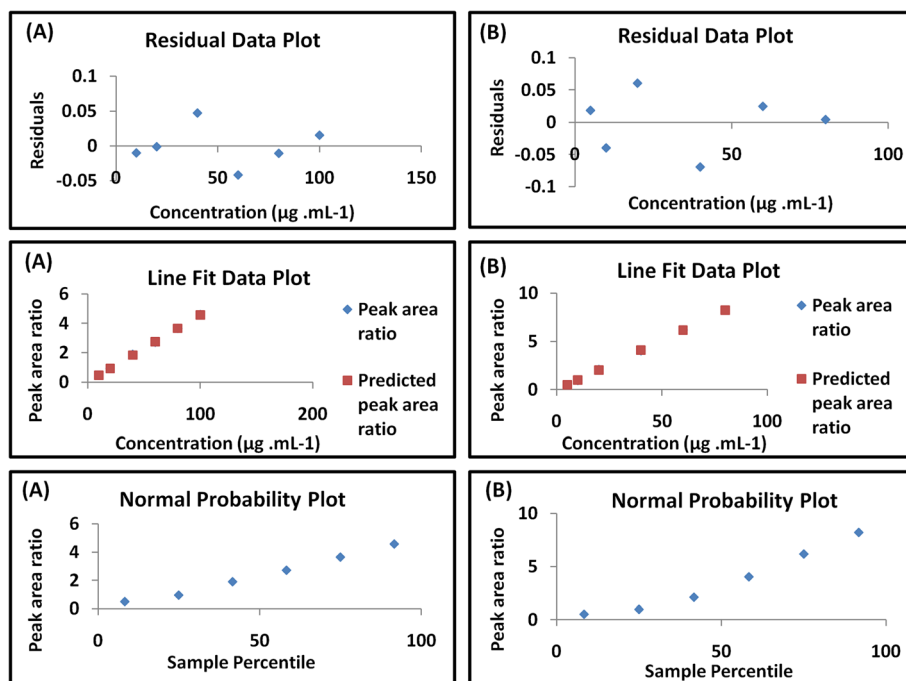 (A)
Residual Data Plot
Residuals
0.1
0.05
0
-0.05
0
50
100
150
Concentration (µg .mL-1)
(B)
Residual Data Plot
Residuals
0.1
0.05
0
-0.05
-0.1
0
50
100
Concentration (µg .mL-1)
(A)
Line Fit Data Plot
Peak area ratio
6
4
2
0
0
100
200
Concentration (µg .mL-1)
Peak area
ratio
Predicted
peak area
ratio
(B)
Line Fit Data Plot
Peak area ratio
10
5
0
0
50
100
Concentration (µg .mL-1)
Peak area
ratio
Predicted
peak area
ratio
(A)
Normal Probability Plot
Peak area ratio
6
4
2
0
0
50
100
Sample Percentile
(B)
Normal Probability Plot
Peak area ratio
10
5
0
0
50
100
Sample Percentile